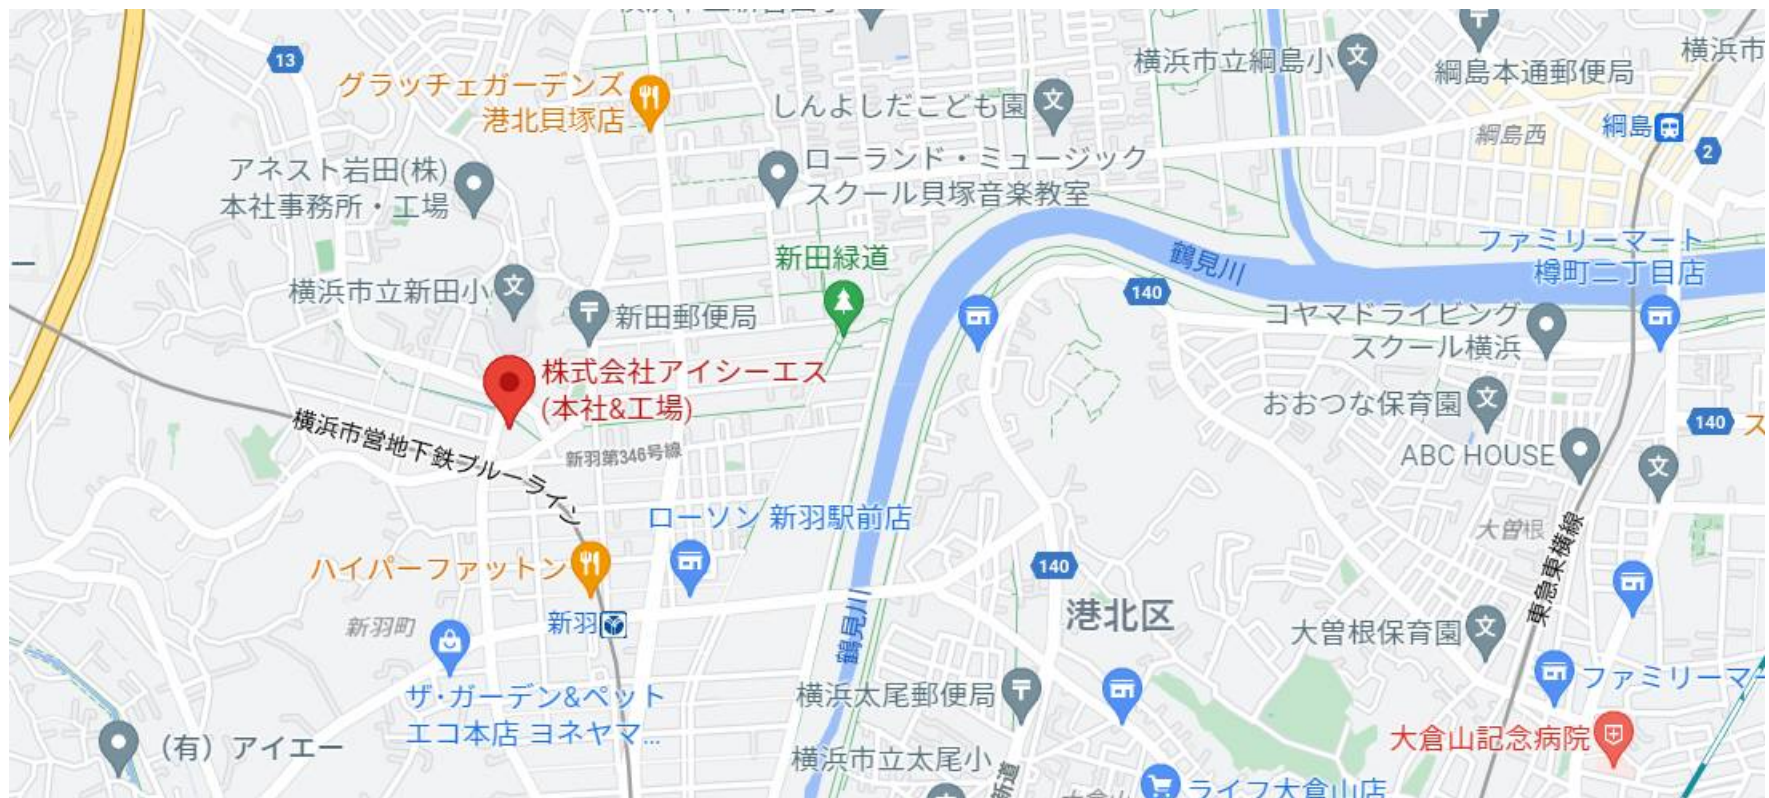 13
グラッチェガーデンズ
港北貝塚店
しんよしだこども園
横浜市立綱島小
綱島本通郵便局
横浜市
綱島西
綱島
2
アネスト岩田(株)
本社事務所・工場
ローランド・ミュージック
スクール貝塚音楽教室
新田緑道
鶴見川
ファミリーマート
樽町二丁目店
140
横浜市立新田小
新田郵便局
コヤマドライビング
スクール横浜
株式会社アイシーエス
(本社&工場)
おおつな保育園
140
ス
横浜市営地下鉄ブルーライン
新羽第346号線
ABC HOUSE
ローソン 新羽駅前店
大曽根
東急東横線
ハイパーファットン
140
新羽町
新羽
鶴見川
港北区
大曽根保育園
ザ・ガーデン&ペット
エコ本店 ヨネヤマ...
横浜太尾郵便局
ファミリーマー
(有)アイエー
横浜市立太尾小
大倉山記念病院
新道
ライフ大倉山店